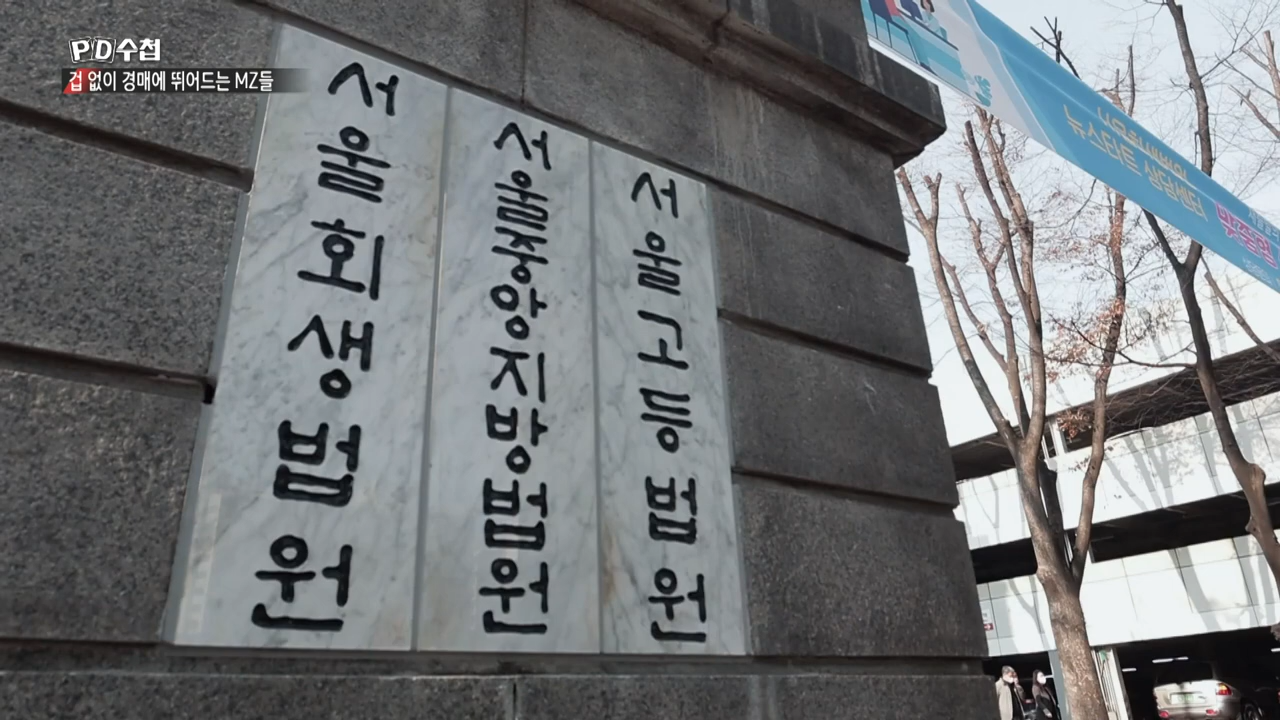 PD수첩
겁 없이 경매에 뛰어드는 MZ들
서울회생법원
서울중앙지방법원
서울고등법원
뉴스타트 상담센터